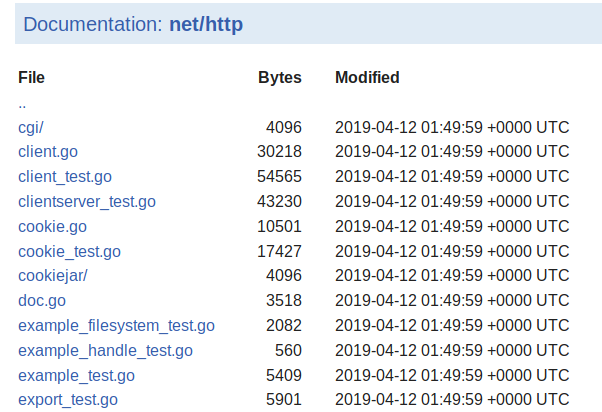 Documentation: net/http
File Bytes Modified
..
cgi/ 4096 2019-04-12 01:49:59 +0000 UTC
client.go 30218 2019-04-12 01:49:59 +0000 UTC
client_test.go 54565 2019-04-12 01:49:59 +0000 UTC
clientserver_test.go 43230 2019-04-12 01:49:59 +0000 UTC
cookie.go 10501 2019-04-12 01:49:59 +0000 UTC
cookie_test.go 17427 2019-04-12 01:49:59 +0000 UTC
cookiejar/ 4096 2019-04-12 01:49:59 +0000 UTC
doc.go 3518 2019-04-12 01:49:59 +0000 UTC
example_filesystem_test.go 2082 2019-04-12 01:49:59 +0000 UTC
example_handle_test.go 560 2019-04-12 01:49:59 +0000 UTC
example_test.go 5409 2019-04-12 01:49:59 +0000 UTC
export_test.go 5901 2019-04-12 01:49:59 +0000 UTC